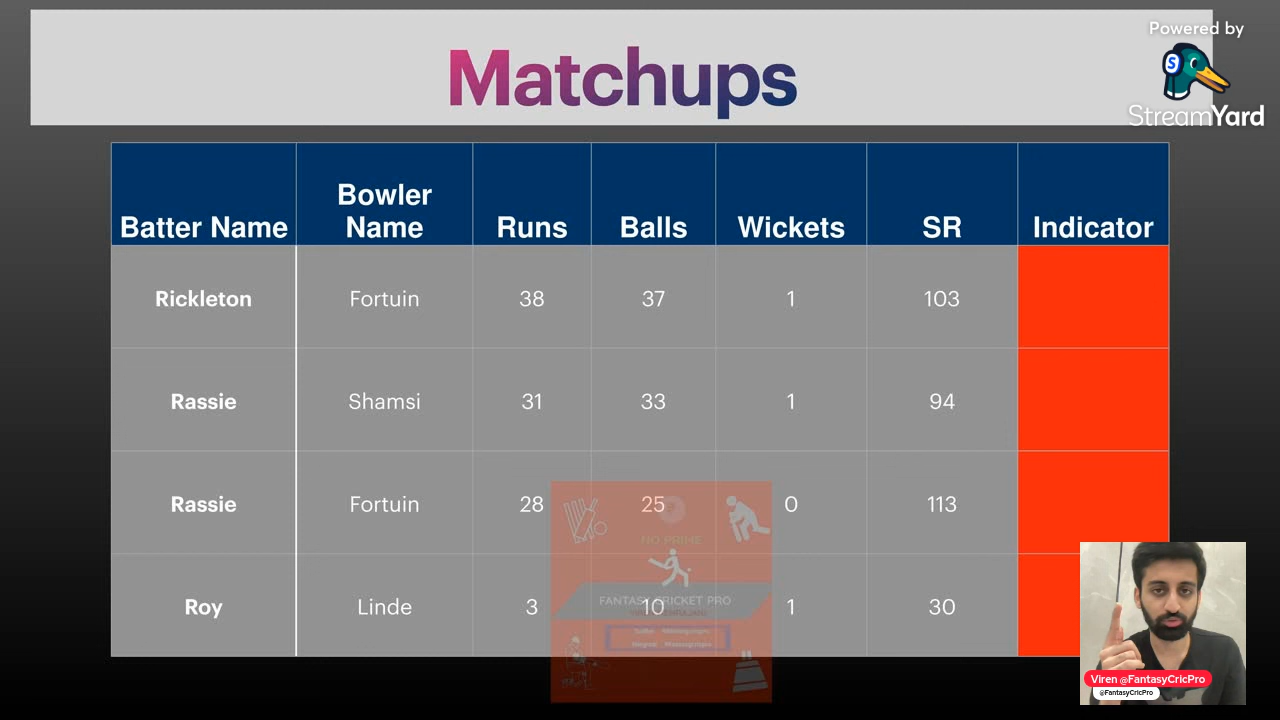 Powered by
StreamYard
Matchups
Batter Name Bowler Name Runs Balls Wickets SR Indicator
Rickleton Fortuin 38 37 1 103
Rassie Shamsi 31 33 1 94
Rassie Fortuin 28 25 0 113
Roy Linde 3 10 1 30
NO PRIME
FANTASY CRICKET PRO
Viren @FantasyCricPro
@FantasyCricPro